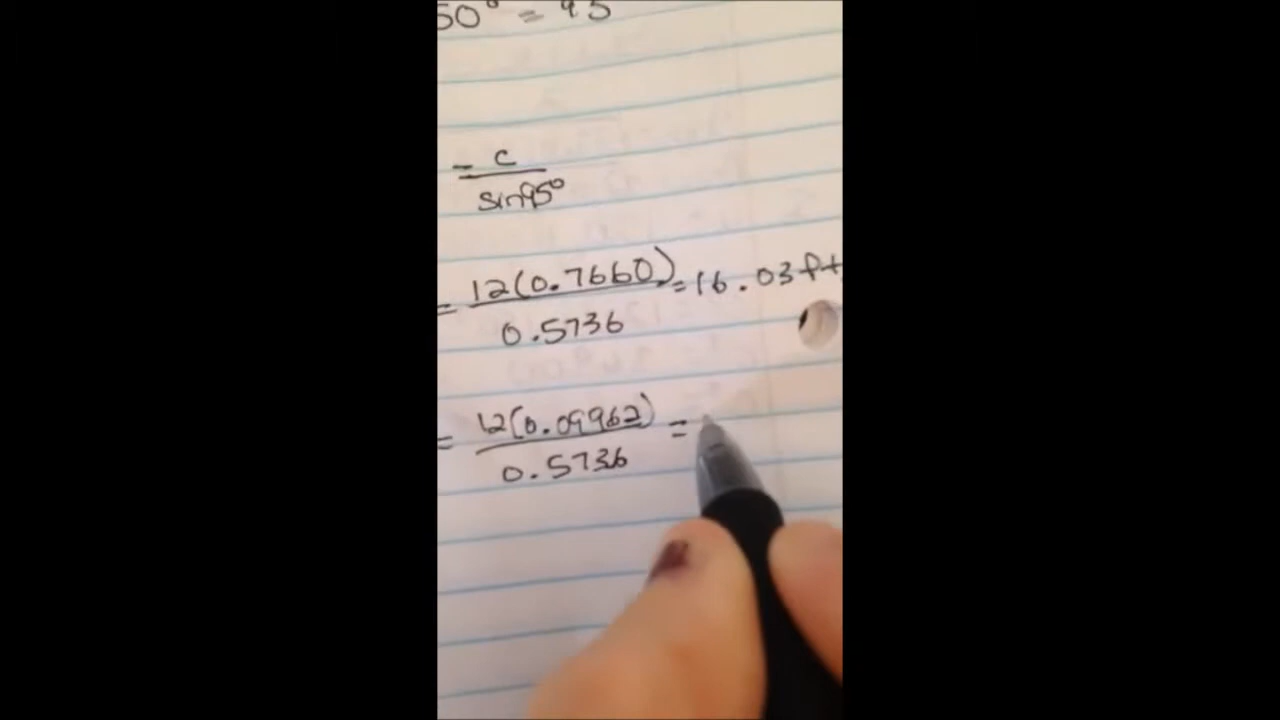 50° = 95
= c
sin95°
= 12(0.7660) = 16.03ft
0.5736
= 12(0.09962) =
0.5736